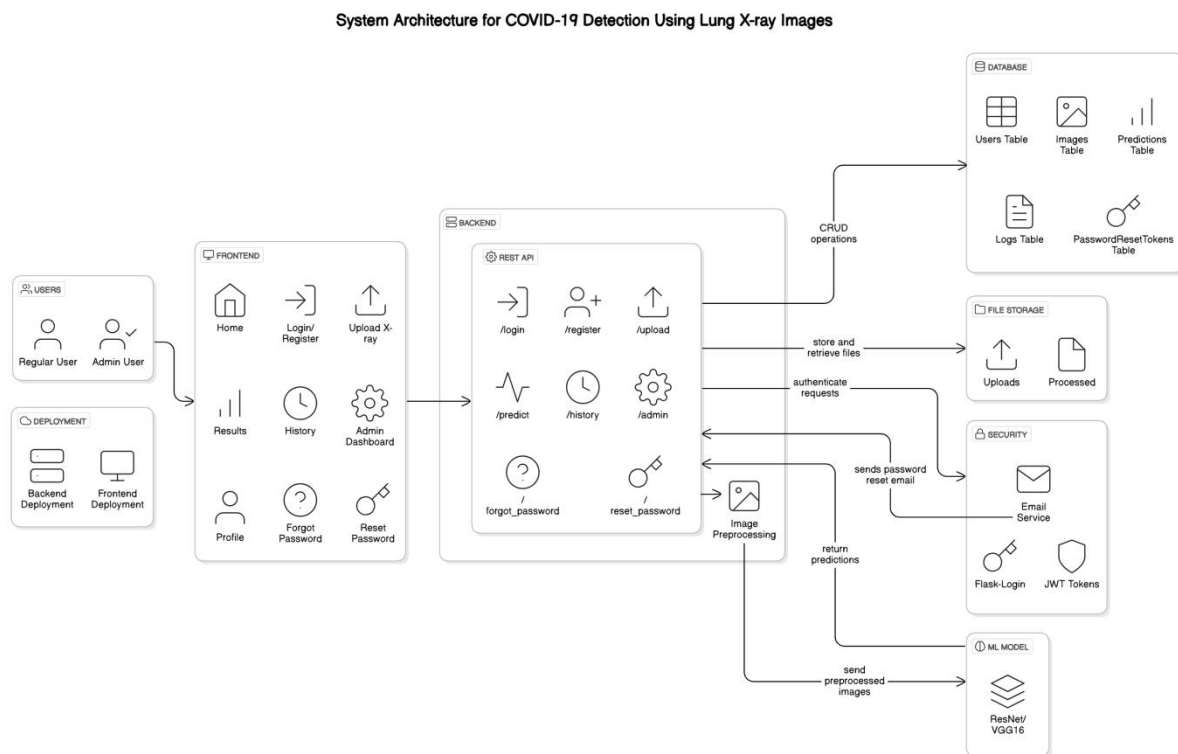 System Architecture for COVID-19 Detection Using Lung X-ray Images
USERS
Regular User
Admin User
DEPLOYMENT
Backend
Deployment
Frontend
Deployment
FRONTEND
Home
Login/
Register
Upload X-
ray
Results
History
Admin
Dashboard
Profile
Forgot
Password
Reset
Password
BACKEND
REST API
/login
/register
/upload
/predict
/history
/admin
/
forgot_password
/
reset_password
Image
Preprocessing
CRUD
operations
store and
retrieve files
authenticate
requests
sends password
reset email
return
predictions
send
preprocessed
images
DATABASE
Users Table
Images
Table
Predictions
Table
Logs Table
PasswordResetTokens
Table
FILE STORAGE
Uploads
Processed
SECURITY
Email
Service
Flask-Login
JWT Tokens
ML MODEL
ResNet/
VGG16